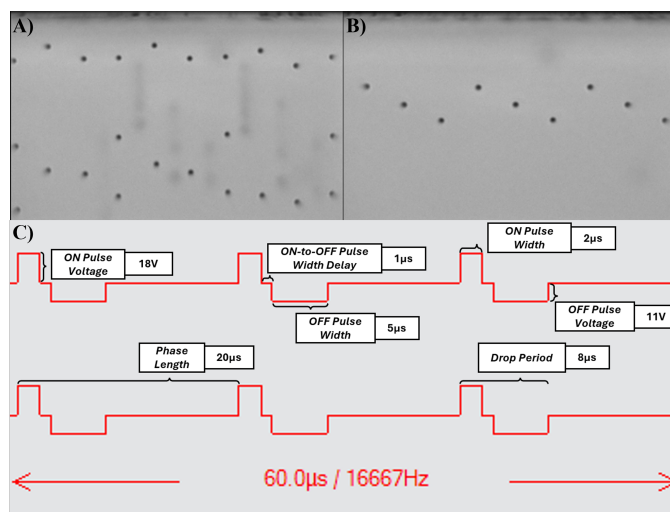 A)
B)
C)
ON Pulse
Voltage
18V
ON-to-OFF Pulse
Width Delay
1µs
ON Pulse
Width
2µs
OFF Pulse
Width
5µs
OFF Pulse
Voltage
11V
Phase
Length
20µs
Drop Period
8µs
60.0µs / 16667Hz